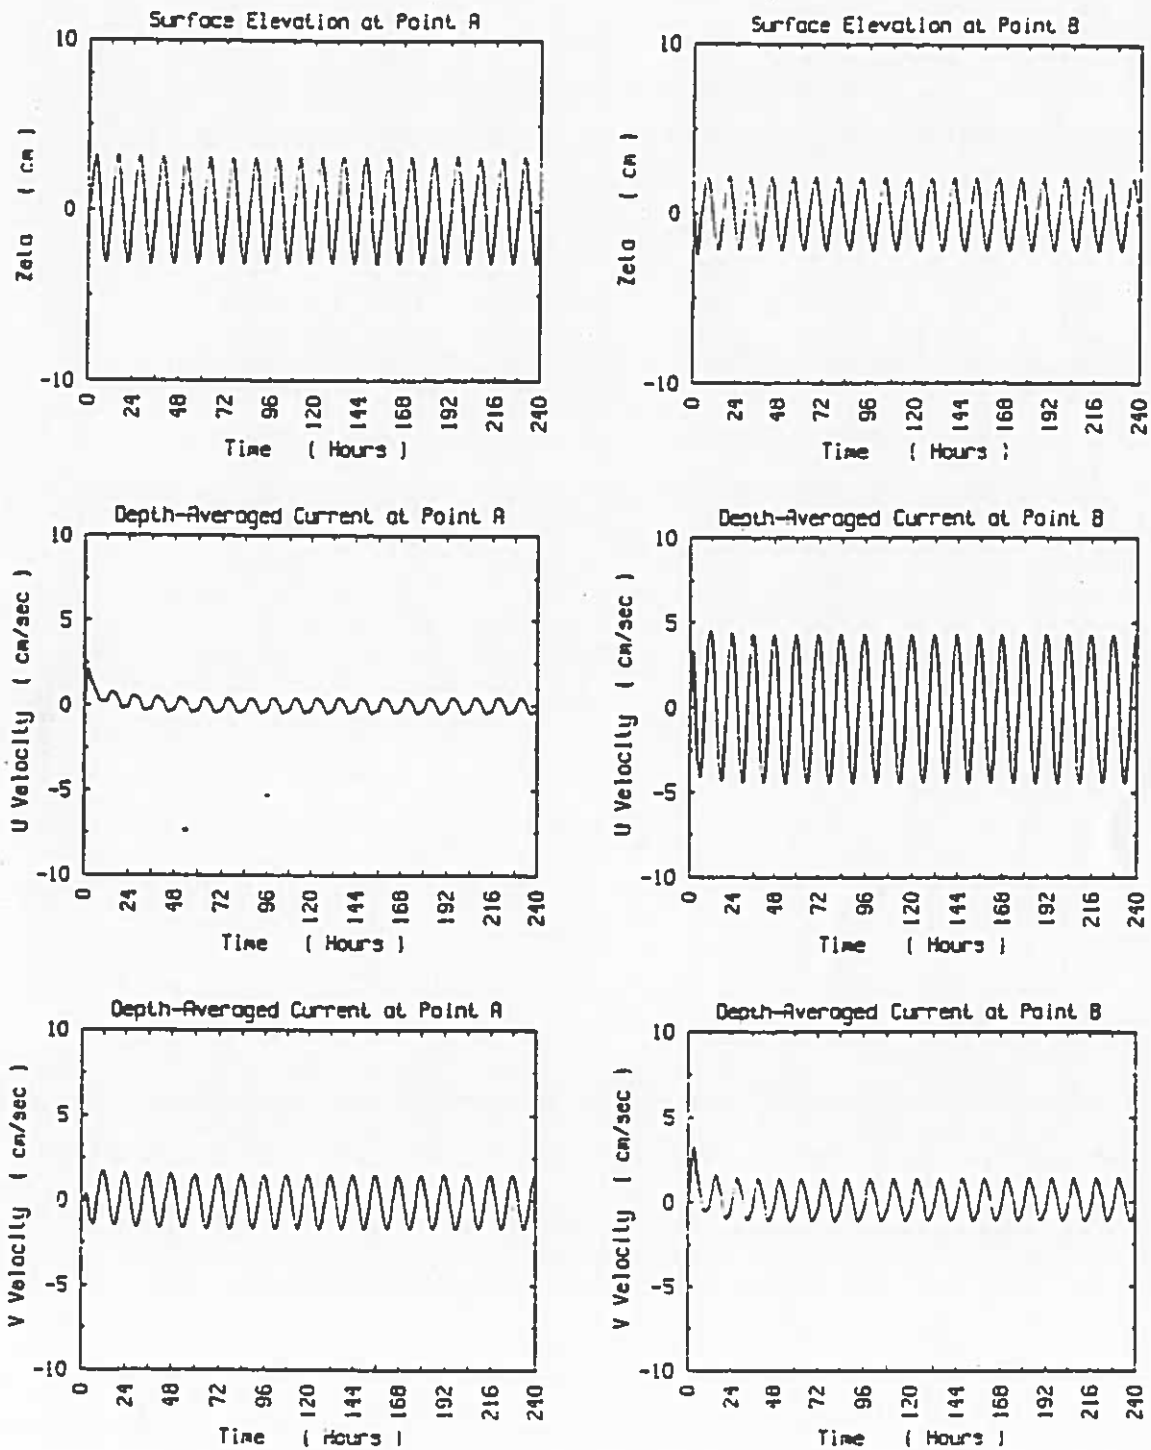 Surface Elevation at Point A
10
0
-10
Zeta ( cm )
0 24 48 72 96 120 144 168 192 216 240
Time ( Hours )
Surface Elevation at Point B
10
0
-10
Zeta ( cm )
0 24 48 72 96 120 144 168 192 216 240
Time ( Hours )
Depth-Averaged Current at Point A
10
5
0
-5
-10
U Velocity ( cm/sec )
0 24 48 72 96 120 144 168 192 216 240
Time ( Hours )
Depth-Averaged Current at Point B
10
5
0
-5
-10
U Velocity ( cm/sec )
0 24 48 72 96 120 144 168 192 216 240
Time ( Hours )
Depth-Averaged Current at Point A
10
5
0
-5
-10
V Velocity ( cm/sec )
0 24 48 72 96 120 144 168 192 216 240
Time ( Hours )
Depth-Averaged Current at Point B
10
5
0
-5
-10
V Velocity ( cm/sec )
0 24 48 72 96 120 144 168 192 216 240
Time ( Hours )